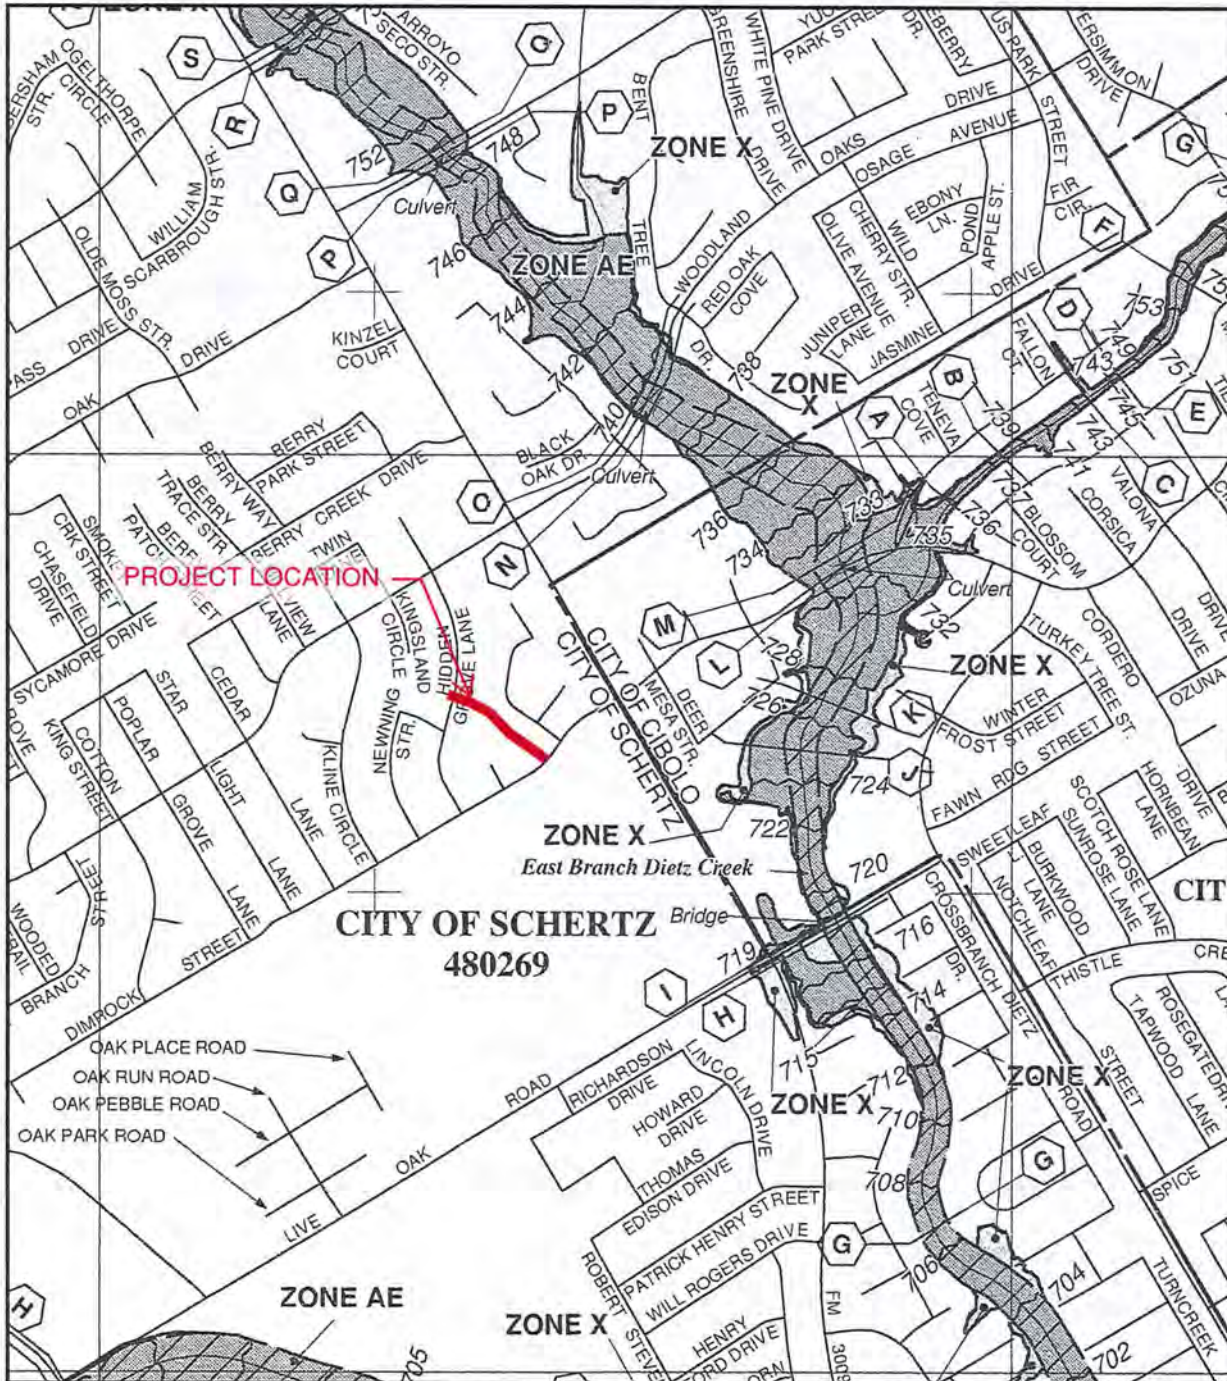 ZONE X
S
R
Q
ARROYO
SECO STR.
OGELTHORPE
CIRCLE
STR.
WILLIAM
SCARBROUGH STR.
OLDE MOSS STR.
DRIVE
DRIVE
OAK
752
Q
P
Culvert
748
P
746
744
742
ZONE AE
ZONE X
BENT
TREE
DR.
GREENSHIRE
DRIVE
WHITE PINE DRIVE
PARK STREET
DR.
STREET
DRIVE
G
WOODLAND
OAKS
DRIVE
OSAGE AVENUE
RED OAK
COVE
JUNIPER
LANE
OLIVE AVENUE
CHERRY STR.
WILD
EBONY
LN.
POND
APPLE ST.
FIR
CIR.
JASMINE
DRIVE
F
D
753
749
743
751
745
743
741
E
C
FALLON
CT
TENEVA
COVE
B
A
739
737
738
ZONE
X
KINZEL
COURT
740
BLACK
OAK DR.
Culvert
O
N
736
734
733
735
736
Culvert
732
BLOSSOM
COURT
CORSICA
VALONA
DRIVE
DRIVE
OZUNA
CORDERO
TURKEY TREE ST.
WINTER
FROST STREET
FAWN RDG STREET
ZONE X
BERRY
PARK STREET
BERRY CREEK DRIVE
BERRY WAY
BERRY
TRACE STR
TWIN
LANE
CHASEFIELD
DRIVE
CRK STREET
SYCAMORE DRIVE
PROJECT LOCATION
KINGSLAND
CIRCLE
HIDDEN
LANE
NEWNING
STR.
KLINE CIRCLE
CEDAR
LANE
STAR
LIGHT
LANE
POPLAR
GROVE
LANE
COTTON
KING STREET
STREET
WOODED
BRANCH
DIMROCK
STREET
CITY OF CIBOLO
CITY OF SCHERTZ
DEER
MESA STR.
M
L
K
J
728
726
724
722
ZONE X
East Branch Dietz Creek
Bridge
720
719
CITY OF SCHERTZ
480269
I
H
715
716
714
712
710
708
706
704
702
CROSSBRANCH
DR.
DIETZ
ROAD
SWEETLEAF
NOTCHLEAF
BURKWOOD
LANE
SUNROSE LANE
SCOTCH ROSE LANE
HORNBEAN
LANE
DRIVE
THISTLE
STREET
TAPWOOD
LANE
SPICE
TURNCREEK
ZONE X
ZONE X
G
G
OAK PLACE ROAD
OAK RUN ROAD
OAK PEBBLE ROAD
OAK PARK ROAD
LIVE
OAK
ROAD
RICHARDSON
DRIVE
LINCOLN DRIVE
HOWARD
DRIVE
THOMAS
EDISON DRIVE
PATRICK HENRY STREET
WILL ROGERS DRIVE
ROBERT
HENRY
FM
3009
H
ZONE AE
ZONE X